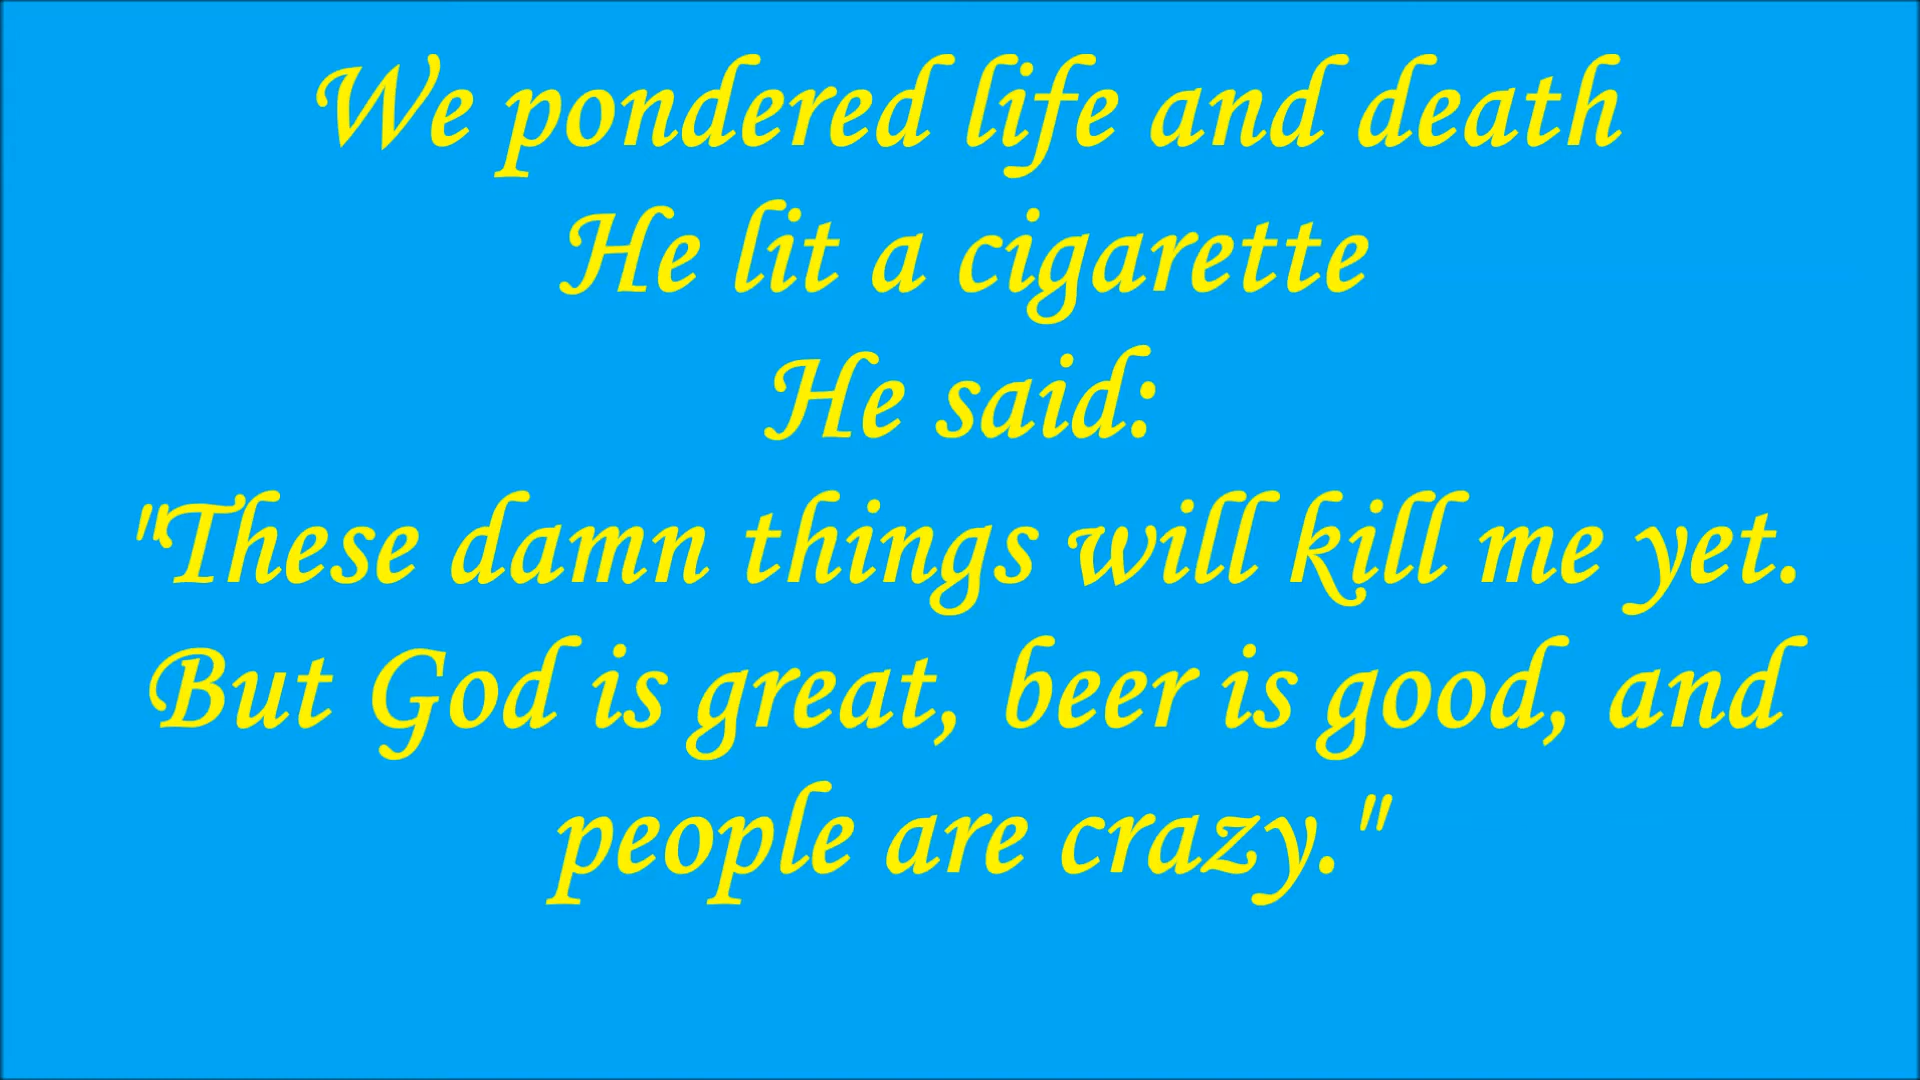 We pondered life and death
He lit a cigarette
He said:
"These damn things will kill me yet.
But God is great, beer is good, and
people are crazy."